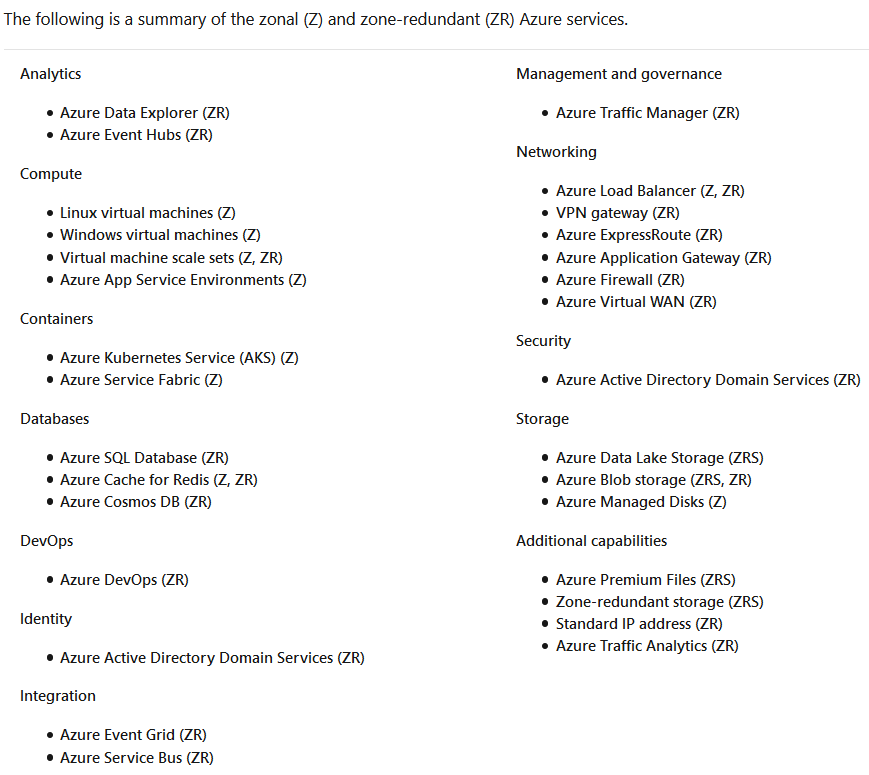 The following is a summary of the zonal (Z) and zone-redundant (ZR) Azure services.
Analytics
Azure Data Explorer (ZR)
Azure Event Hubs (ZR)
Compute
Linux virtual machines (Z)
Windows virtual machines (Z)
Virtual machine scale sets (Z, ZR)
Azure App Service Environments (Z)
Containers
Azure Kubernetes Service (AKS) (Z)
Azure Service Fabric (Z)
Databases
Azure SQL Database (ZR)
Azure Cache for Redis (Z, ZR)
Azure Cosmos DB (ZR)
DevOps
Azure DevOps (ZR)
Identity
Azure Active Directory Domain Services (ZR)
Integration
Azure Event Grid (ZR)
Azure Service Bus (ZR)
Management and governance
Azure Traffic Manager (ZR)
Networking
Azure Load Balancer (Z, ZR)
VPN gateway (ZR)
Azure ExpressRoute (ZR)
Azure Application Gateway (ZR)
Azure Firewall (ZR)
Azure Virtual WAN (ZR)
Security
Azure Active Directory Domain Services (ZR)
Storage
Azure Data Lake Storage (ZRS)
Azure Blob storage (ZRS, ZR)
Azure Managed Disks (Z)
Additional capabilities
Azure Premium Files (ZRS)
Zone-redundant storage (ZRS)
Standard IP address (ZR)
Azure Traffic Analytics (ZR)